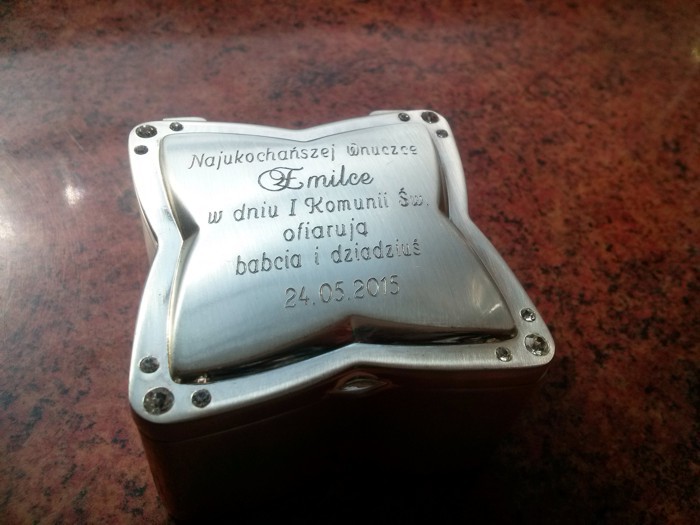 Najukochańszej Wnuczce
Emilce
w dniu I Komunii Św.
ofiarują
babcia i dziadziuś
24.05.2015